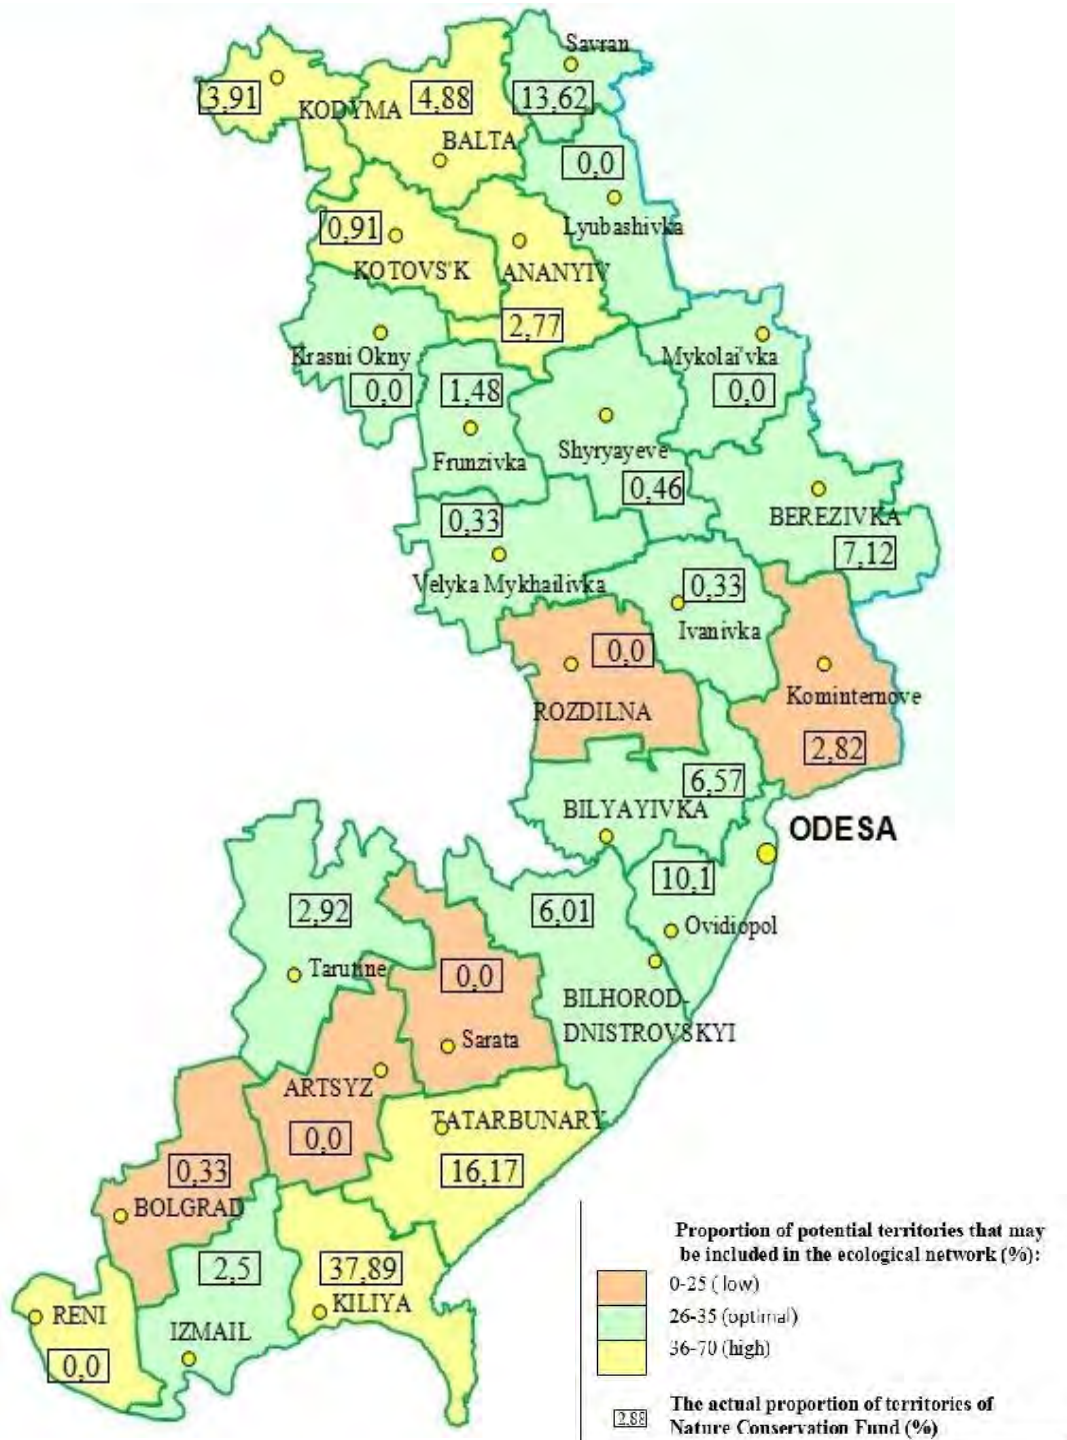 Savran
3,91
KODYMA
4,88
13,62
BALTA
0,0
Lyubashivka
0,91
KOTOVS'K
ANANYIV
2,77
Krasni Okny
0,0
1,48
Frunzivka
Mykolai'vka
0,0
Shyryayeve
0,46
0,33
Velyka Mykhailivka
BEREZIVKA
7,12
0,33
Ivanivka
0,0
ROZDILNA
Kominternove
2,82
6,57
BILYAYIVKA
ODESA
10,1
Ovidiopol
2,92
Tarutine
6,01
BILHOROD-
DNISTROVSKYI
0,0
Sarata
ARTSYZ
0,0
TATARBUNARY
16,17
0,33
BOLGRAD
2,5
IZMAIL
37,89
KILIYA
RENI
0,0
Proportion of potential territories that may
be included in the ecological network (%):
0-25 ( low)
26-35 (optimal)
36-70 (high)
2,88
The actual proportion of territories of
Nature Conservation Fund (%)